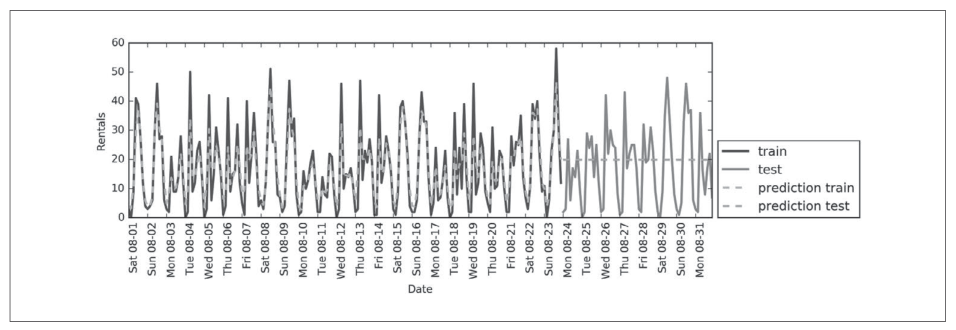 60
50
40
30
20
10
0
Rentals
Sat 08-01
Sun 08-02
Mon 08-03
Tue 08-04
Wed 08-05
Thu 08-06
Fri 08-07
Sat 08-08
Sun 08-09
Mon 08-10
Tue 08-11
Wed 08-12
Thu 08-13
Fri 08-14
Sat 08-15
Sun 08-16
Mon 08-17
Tue 08-18
Wed 08-19
Thu 08-20
Fri 08-21
Sat 08-22
Sun 08-23
Mon 08-24
Tue 08-25
Wed 08-26
Thu 08-27
Fri 08-28
Sat 08-29
Sun 08-30
Mon 08-31
Date
train
test
prediction train
prediction test